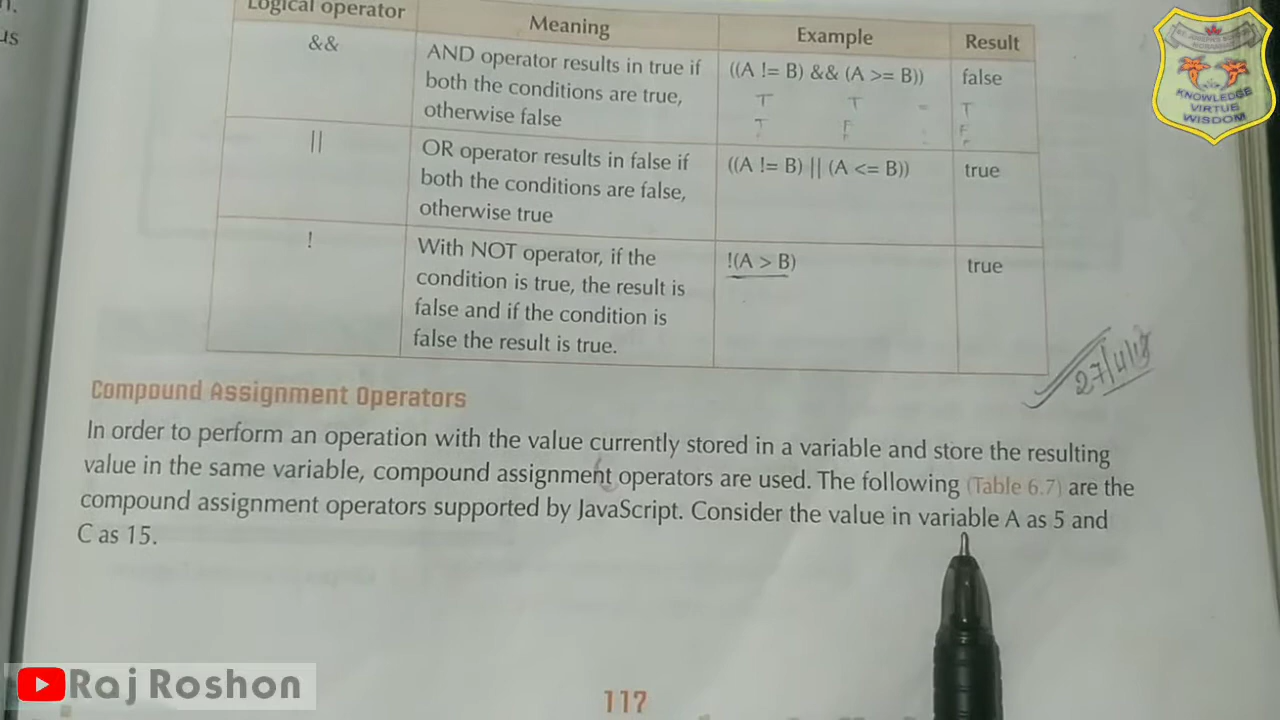 us
Logical operator Meaning Example Result
&& AND operator results in true if both the conditions are true, otherwise false ((A != B) && (A >= B)) false
T T = T
T F F
|| OR operator results in false if both the conditions are false, otherwise true ((A != B) || (A <= B)) true
! With NOT operator, if the condition is true, the result is false and if the condition is false the result is true. !(A > B) true
27/4/18
Compound Assignment Operators
In order to perform an operation with the value currently stored in a variable and store the resulting
value in the same variable, compound assignment operators are used. The following (Table 6.7) are the
compound assignment operators supported by JavaScript. Consider the value in variable A as 5 and
C as 15.
117
KNOWLEDGE
VIRTUE
WISDOM
Raj Roshon